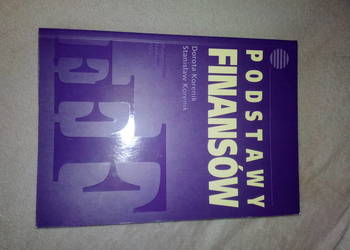 PODSTAWY
FINANSÓW
Dorota Korenik
Stanisław Korenik